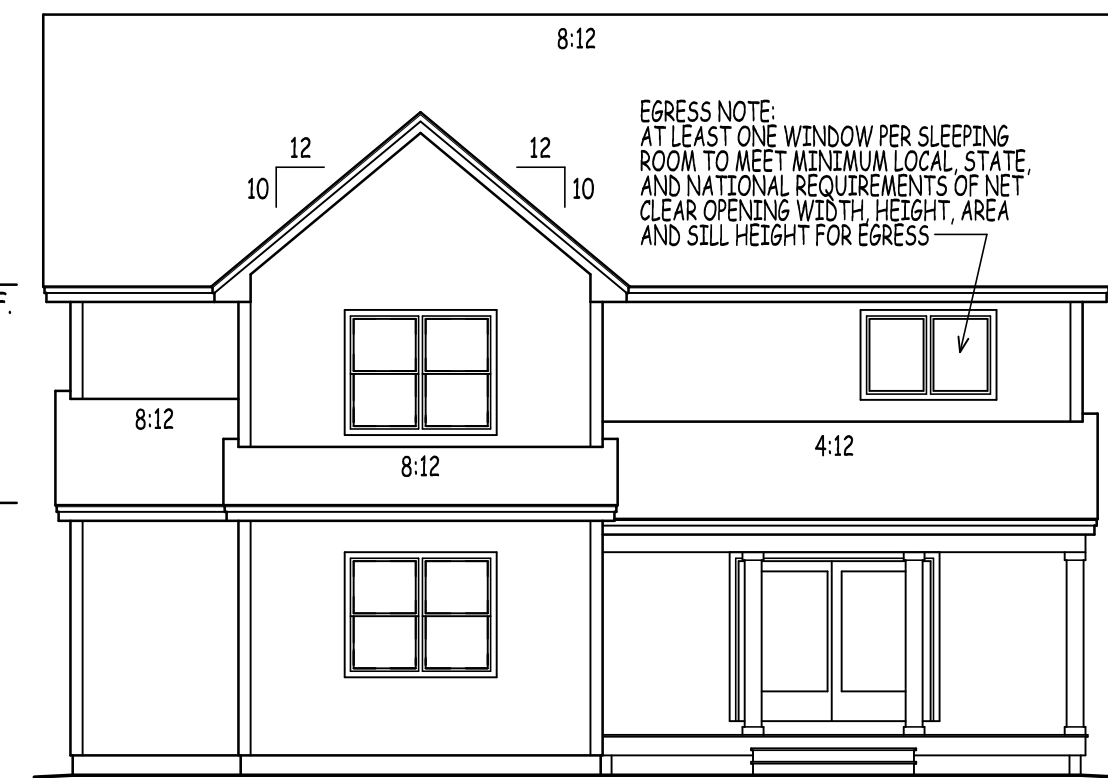 8:12
EGRESS NOTE:
AT LEAST ONE WINDOW PER SLEEPING
ROOM TO MEET MINIMUM LOCAL, STATE,
AND NATIONAL REQUIREMENTS OF NET
CLEAR OPENING WIDTH, HEIGHT, AREA
AND SILL HEIGHT FOR EGRESS
12
10
12
10
8:12
8:12
4:12